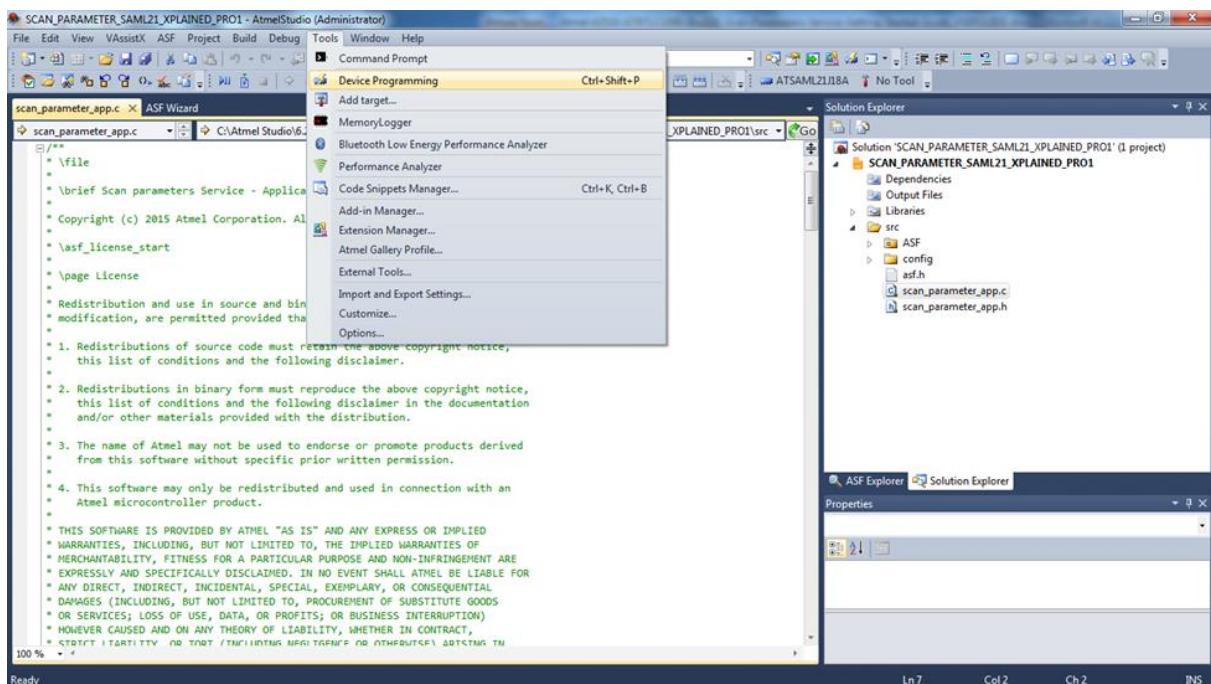 SCAN_PARAMETER_SAML21_XPLAINED_PRO1 - AtmelStudio (Administrator)
File Edit View VAssistX ASF Project Build Debug Tools Window Help
Command Prompt
Device Programming Ctrl+Shift+P
Add target...
MemoryLogger
Bluetooth Low Energy Performance Analyzer
Performance Analyzer
Code Snippets Manager... Ctrl+K, Ctrl+B
Add-in Manager...
Extension Manager...
Atmel Gallery Profile...
External Tools...
Import and Export Settings...
Customize...
Options...
ATSAML21J18A No Tool
scan_parameter_app.c ASF Wizard
scan_parameter_app.c C:\Atmel Studio\6. _XPLAINED_PRO1\src Go
/**
* \file
*
* \brief Scan parameters Service - Applica
*
* Copyright (c) 2015 Atmel Corporation. Al
*
* \asf_license_start
*
* \page License
*
* Redistribution and use in source and bin
* modification, are permitted provided tha
*
* 1. Redistributions of source code must retain the above copyright notice,
* this list of conditions and the following disclaimer.
*
* 2. Redistributions in binary form must reproduce the above copyright notice,
* this list of conditions and the following disclaimer in the documentation
* and/or other materials provided with the distribution.
*
* 3. The name of Atmel may not be used to endorse or promote products derived
* from this software without specific prior written permission.
*
* 4. This software may only be redistributed and used in connection with an
* Atmel microcontroller product.
*
* THIS SOFTWARE IS PROVIDED BY ATMEL "AS IS" AND ANY EXPRESS OR IMPLIED
* WARRANTIES, INCLUDING, BUT NOT LIMITED TO, THE IMPLIED WARRANTIES OF
* MERCHANTABILITY, FITNESS FOR A PARTICULAR PURPOSE AND NON-INFRINGEMENT ARE
* EXPRESSLY AND SPECIFICALLY DISCLAIMED. IN NO EVENT SHALL ATMEL BE LIABLE FOR
* ANY DIRECT, INDIRECT, INCIDENTAL, SPECIAL, EXEMPLARY, OR CONSEQUENTIAL
* DAMAGES (INCLUDING, BUT NOT LIMITED TO, PROCUREMENT OF SUBSTITUTE GOODS
* OR SERVICES; LOSS OF USE, DATA, OR PROFITS; OR BUSINESS INTERRUPTION)
* HOWEVER CAUSED AND ON ANY THEORY OF LIABILITY, WHETHER IN CONTRACT,
* STRICT LIABILITY, OR TORT (INCLUDING NEGLIGENCE OR OTHERWISE) ARISING IN
100 %
Solution Explorer
Solution 'SCAN_PARAMETER_SAML21_XPLAINED_PRO1' (1 project)
SCAN_PARAMETER_SAML21_XPLAINED_PRO1
Dependencies
Output Files
Libraries
src
ASF
config
asf.h
scan_parameter_app.c
scan_parameter_app.h
ASF Explorer Solution Explorer
Properties
Ready Ln 7 Col 2 Ch 2 INS